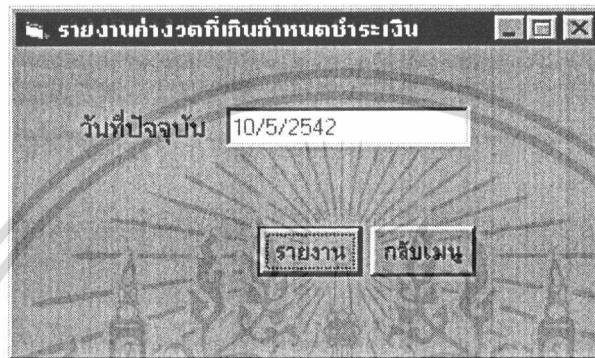 รายงานค่างวดที่เกินกำหนดชำระเงิน
วันที่ปัจจุบัน 10/5/2542
รายงาน กลับเมนู